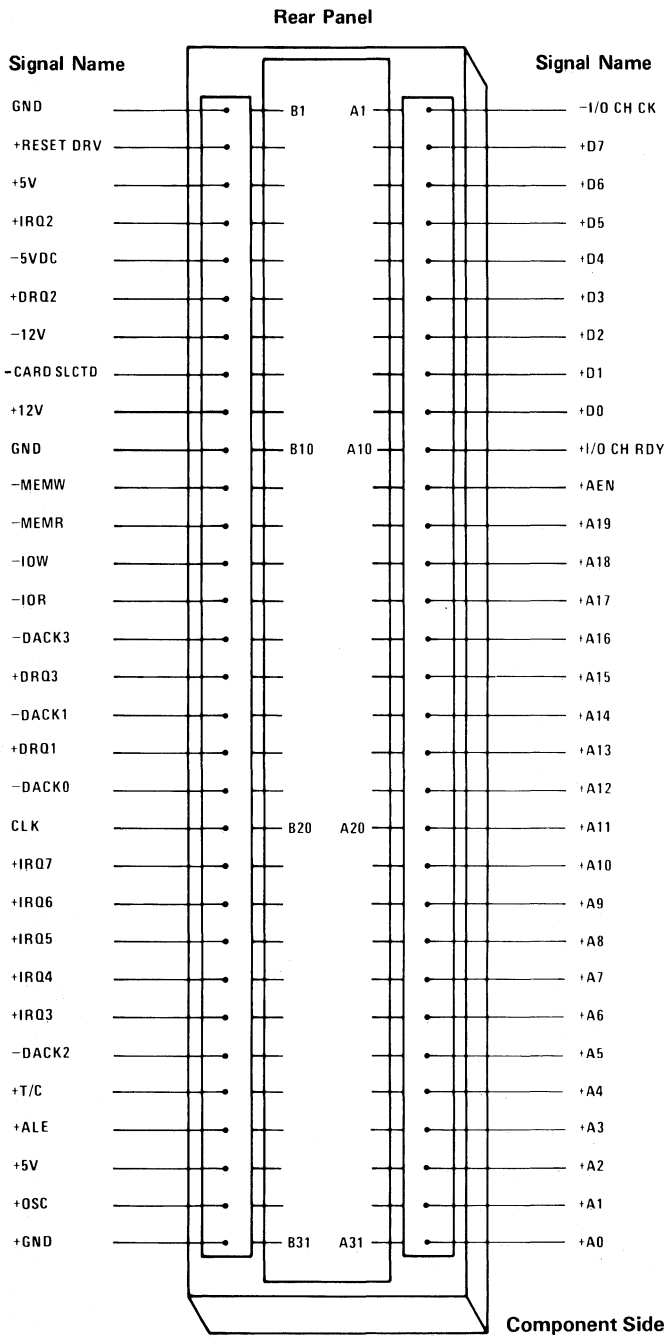 Rear Panel
Signal Name Signal Name
GND B1 A1 −I/O CH CK
+RESET DRV +D7
+5V +D6
+IRQ2 +D5
−5VDC +D4
+DRQ2 +D3
−12V +D2
−CARD SLCTD +D1
+12V +D0
GND B10 A10 +I/O CH RDY
−MEMW +AEN
−MEMR +A19
−IOW +A18
−IOR +A17
−DACK3 +A16
+DRQ3 +A15
−DACK1 +A14
+DRQ1 +A13
−DACK0 +A12
CLK B20 A20 +A11
+IRQ7 +A10
+IRQ6 +A9
+IRQ5 +A8
+IRQ4 +A7
+IRQ3 +A6
−DACK2 +A5
+T/C +A4
+ALE +A3
+5V +A2
+OSC +A1
+GND B31 A31 +A0
Component Side